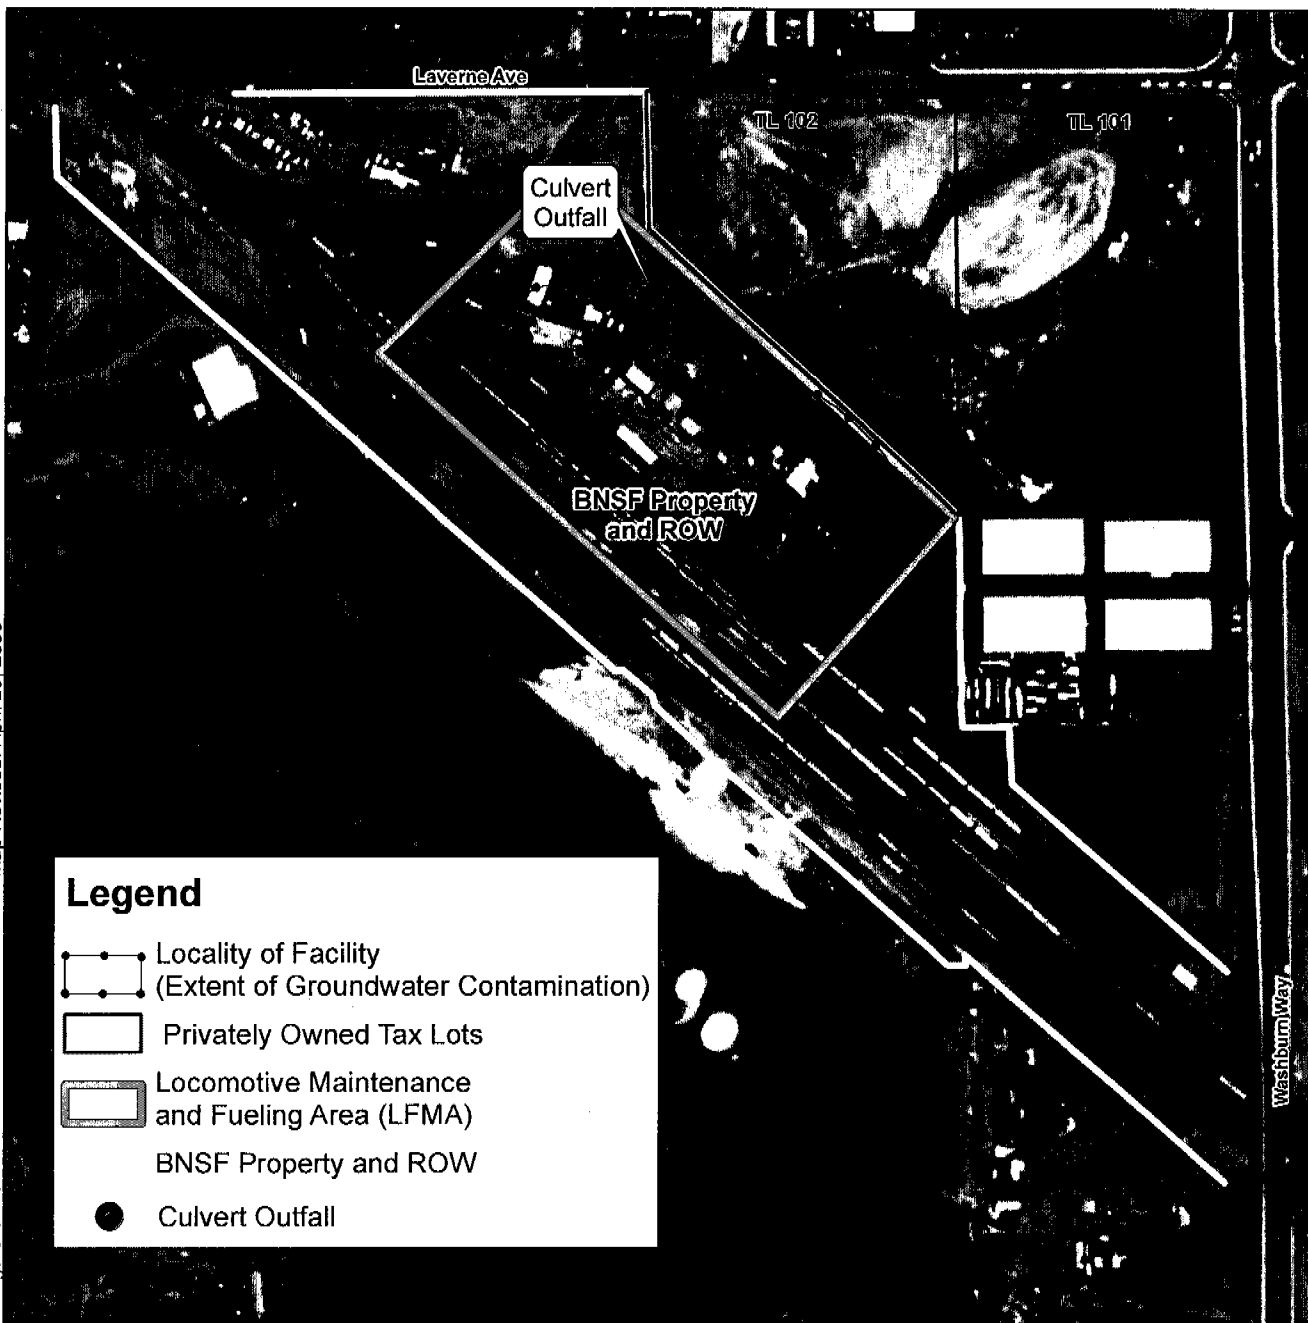 Laverne Ave
TL 102
TL 101
Culvert
Outfall
BNSF Property
and ROW
Washburn Way
Legend
Locality of Facility
(Extent of Groundwater Contamination)
Privately Owned Tax Lots
Locomotive Maintenance
and Fueling Area (LFMA)
BNSF Property and ROW
Culvert Outfall